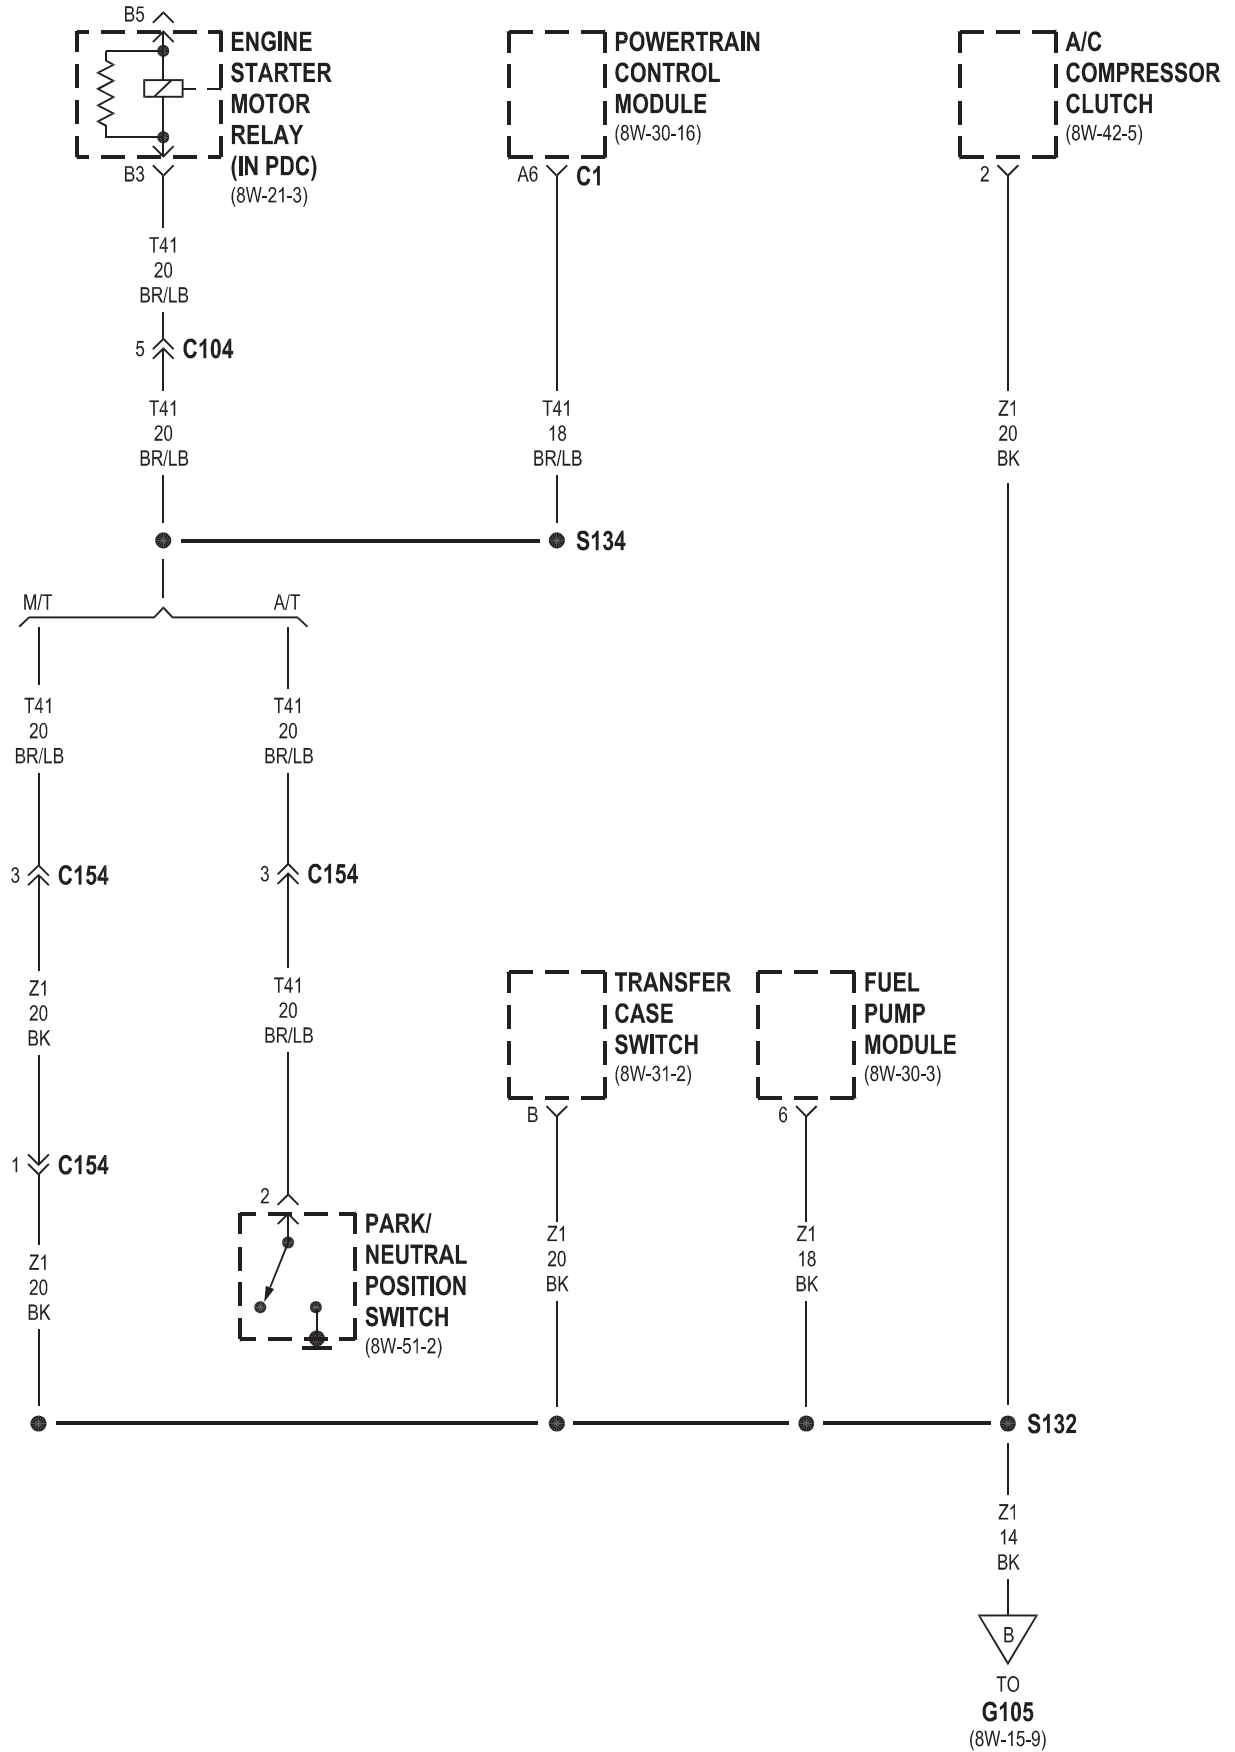 B5
ENGINE
STARTER
MOTOR
RELAY
(IN PDC)
(8W-21-3)
B3
POWERTRAIN
CONTROL
MODULE
(8W-30-16)
A6
C1
A/C
COMPRESSOR
CLUTCH
(8W-42-5)
2
T41
20
BR/LB
5
C104
T41
20
BR/LB
T41
18
BR/LB
Z1
20
BK
S134
M/T
A/T
T41
20
BR/LB
T41
20
BR/LB
3
C154
3
C154
Z1
20
BK
T41
20
BR/LB
TRANSFER
CASE
SWITCH
(8W-31-2)
B
FUEL
PUMP
MODULE
(8W-30-3)
6
1
C154
2
PARK/
NEUTRAL
POSITION
SWITCH
(8W-51-2)
Z1
20
BK
Z1
20
BK
Z1
18
BK
S132
Z1
14
BK
B
TO
G105
(8W-15-9)